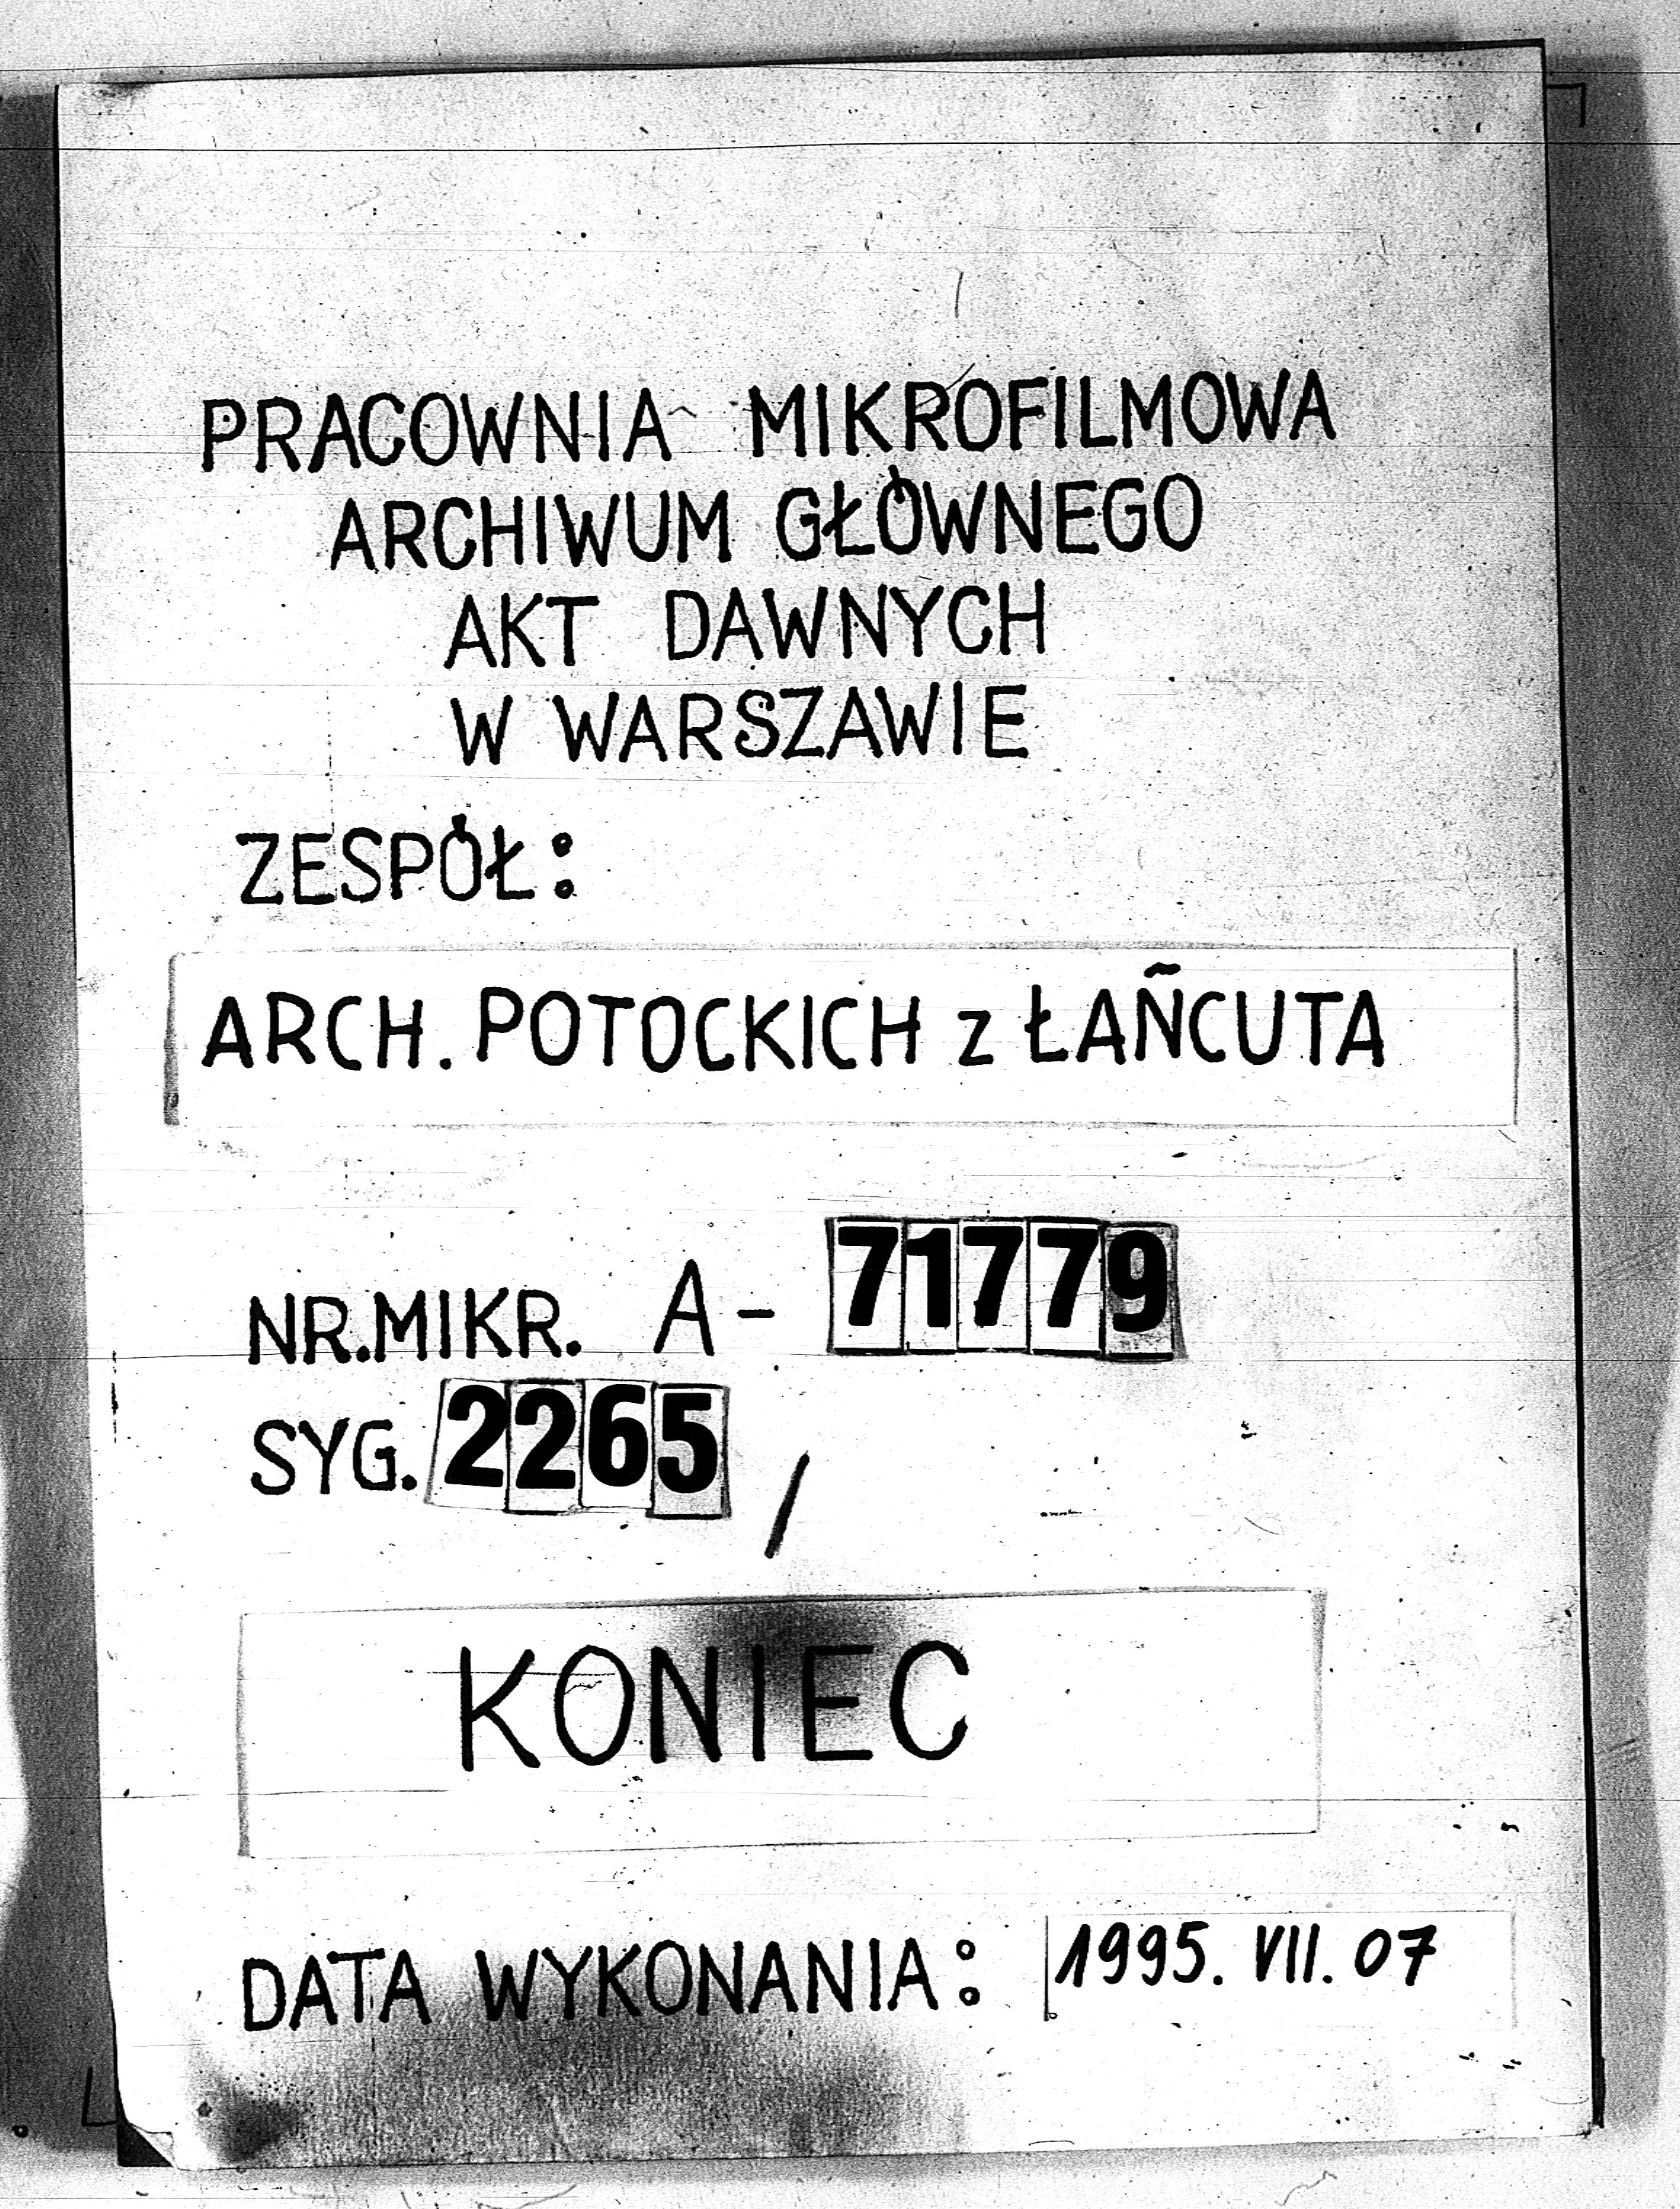 PRACOWNIA MIKROFILMOWA
ARCHIWUM GŁÓWNEGO
AKT DAWNYCH
W WARSZAWIE
ZESPÓŁ:
ARCH. POTOCKICH z ŁAŃCUTA
NR.MIKR. A- 71779
SYG. 2265 /
KONIEC
DATA WYKONANIA: 1995. VII. 07